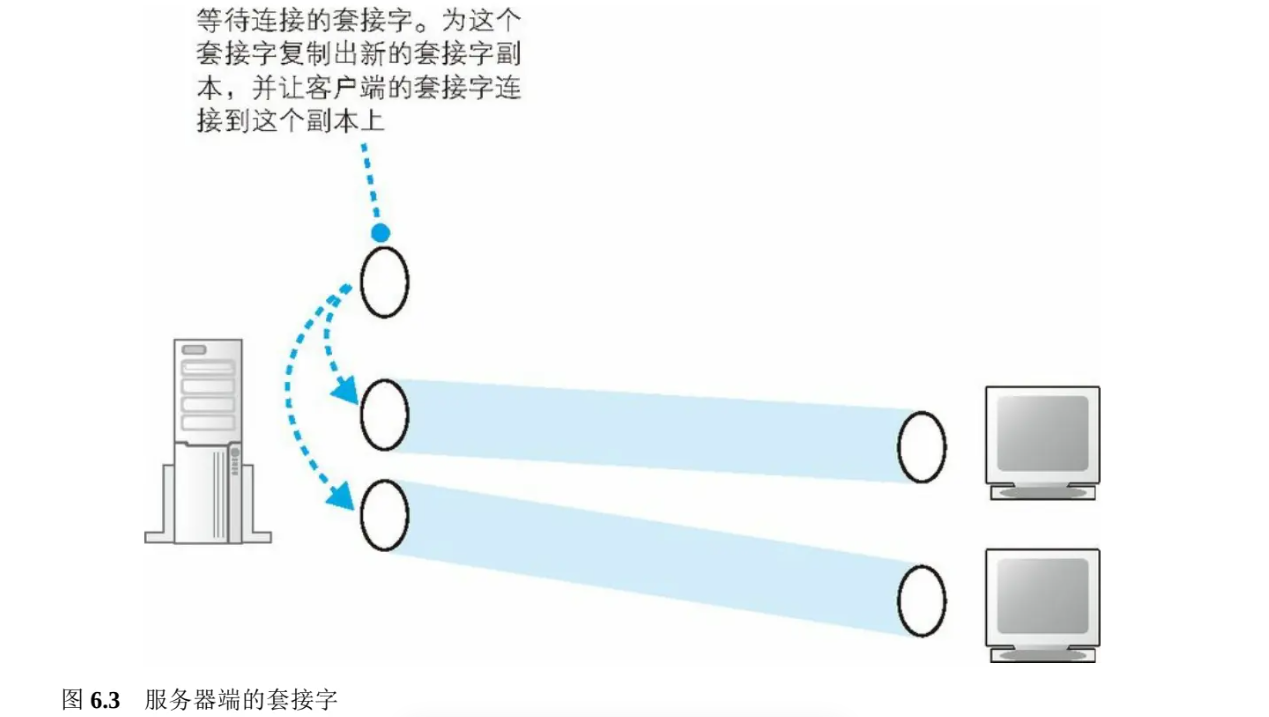 等待连接的套接字。为这个
套接字复制出新的套接字副
本，并让客户端的套接字连
接到这个副本上
图 6.3 服务器端的套接字